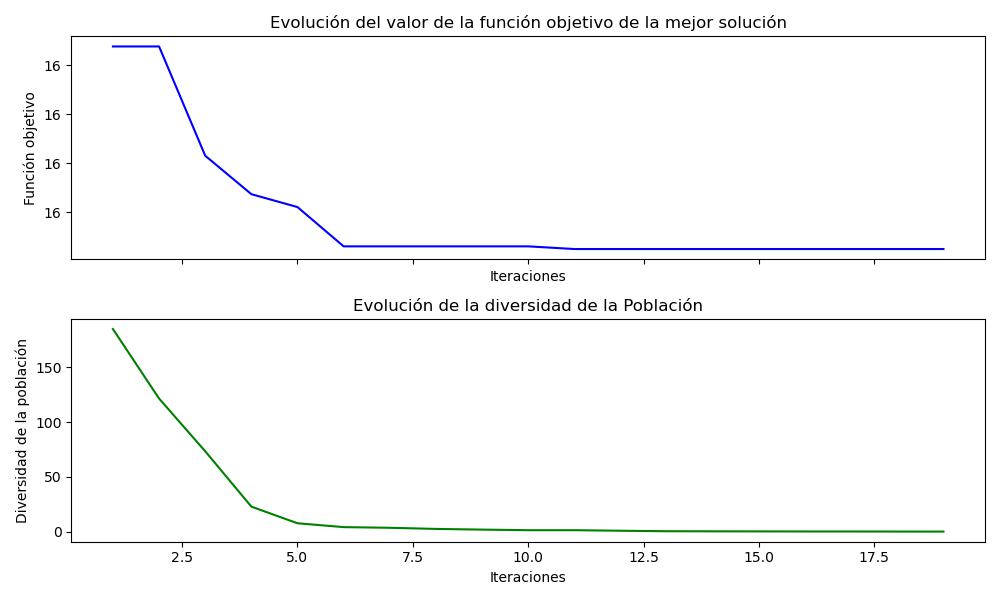 Evolución del valor de la función objetivo de la mejor solución
16
16
16
16
Función objetivo
Iteraciones
Evolución de la diversidad de la Población
150
100
50
0
Diversidad de la población
2.5 5.0 7.5 10.0 12.5 15.0 17.5
Iteraciones